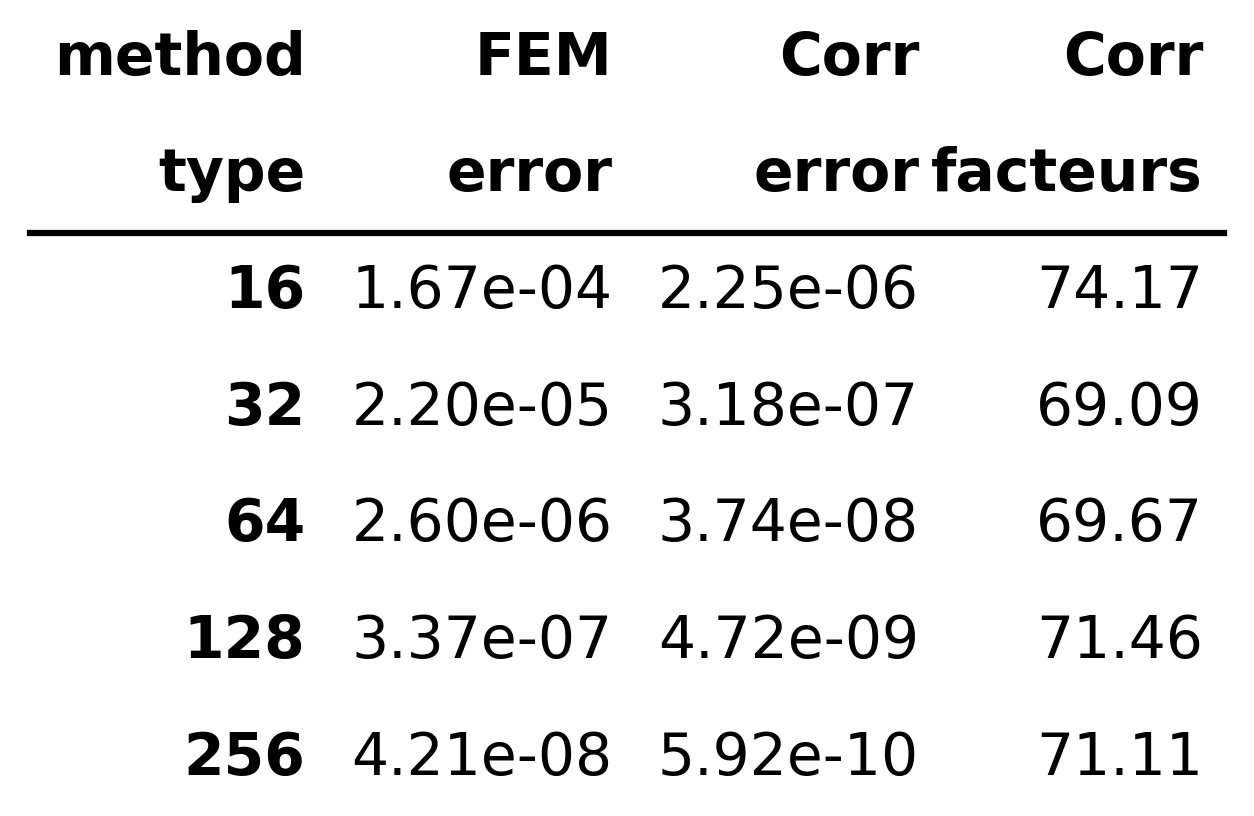 method FEM Corr Corr
type error error facteurs
16 1.67e-04 2.25e-06 74.17
32 2.20e-05 3.18e-07 69.09
64 2.60e-06 3.74e-08 69.67
128 3.37e-07 4.72e-09 71.46
256 4.21e-08 5.92e-10 71.11